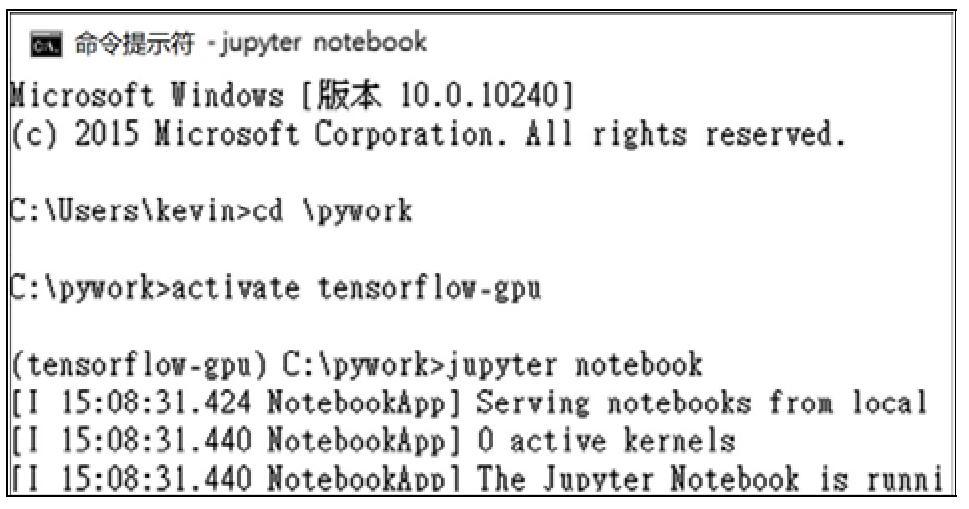 命令提示符 - jupyter notebook
Microsoft Windows [版本 10.0.10240]
(c) 2015 Microsoft Corporation. All rights reserved.
C:\Users\kevin>cd \pywork
C:\pywork>activate tensorflow-gpu
(tensorflow-gpu) C:\pywork>jupyter notebook
[I 15:08:31.424 NotebookApp] Serving notebooks from local
[I 15:08:31.440 NotebookApp] 0 active kernels
[I 15:08:31.440 NotebookApp] The Jupyter Notebook is runni